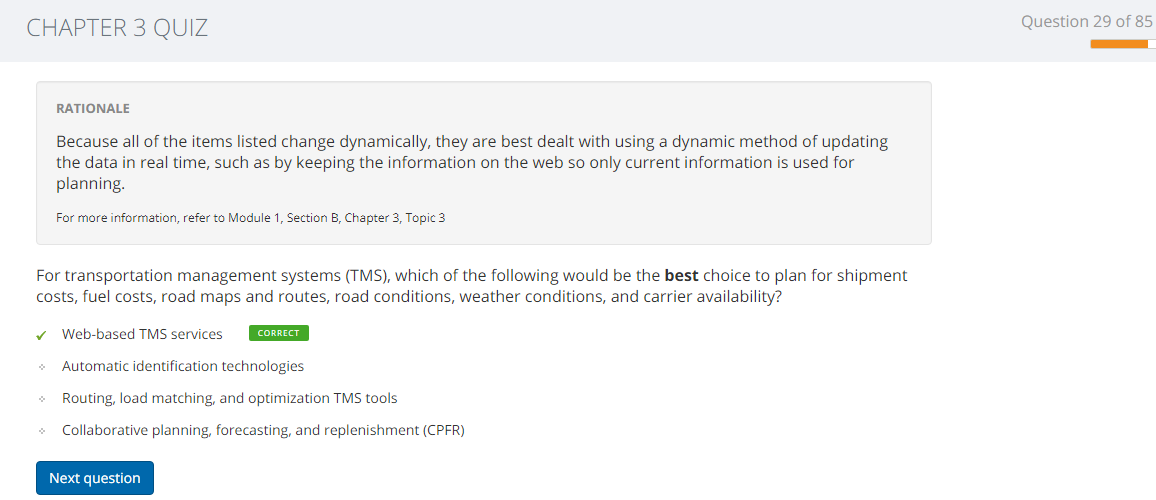 CHAPTER 3 QUIZ
Question 29 of 85
RATIONALE
Because all of the items listed change dynamically, they are best dealt with using a dynamic method of updating
the data in real time, such as by keeping the information on the web so only current information is used for
planning.
For more information, refer to Module 1, Section B, Chapter 3, Topic 3
For transportation management systems (TMS), which of the following would be the best choice to plan for shipment
costs, fuel costs, road maps and routes, road conditions, weather conditions, and carrier availability?
Web-based TMS services CORRECT
Automatic identification technologies
Routing, load matching, and optimization TMS tools
Collaborative planning, forecasting, and replenishment (CPFR)
Next question